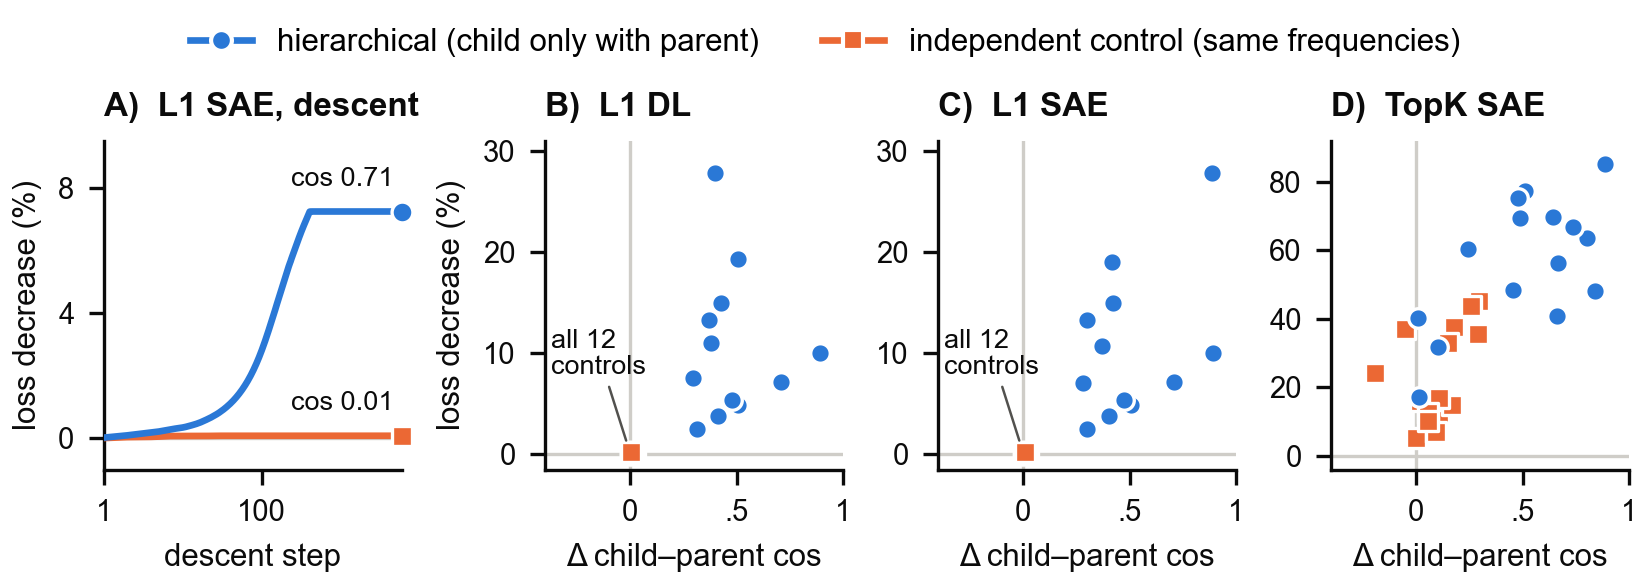 hierarchical (child only with parent)
independent control (same frequencies)
A) L1 SAE, descent
loss decrease (%)
8
4
0
cos 0.71
cos 0.01
1
100
descent step
B) L1 DL
loss decrease (%)
30
20
10
0
all 12
controls
0
.5
1
Δ child–parent cos
C) L1 SAE
30
20
10
0
all 12
controls
0
.5
1
Δ child–parent cos
D) TopK SAE
80
60
40
20
0
0
.5
1
Δ child–parent cos